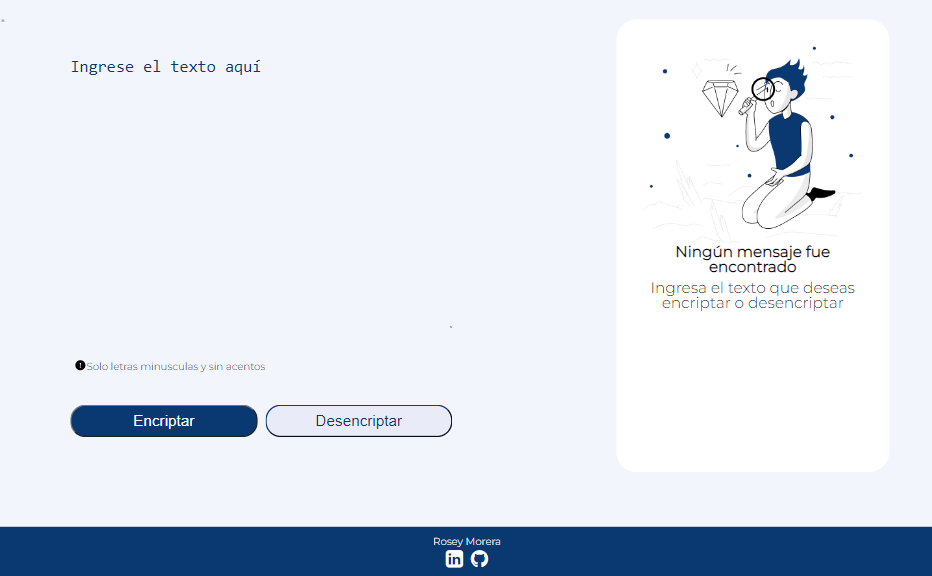 Ingrese el texto aquí
Ningún mensaje fue
encontrado
Ingresa el texto que deseas
encriptar o desencriptar
Solo letras minusculas y sin acentos
Encriptar
Desencriptar
Rosey Morera
in